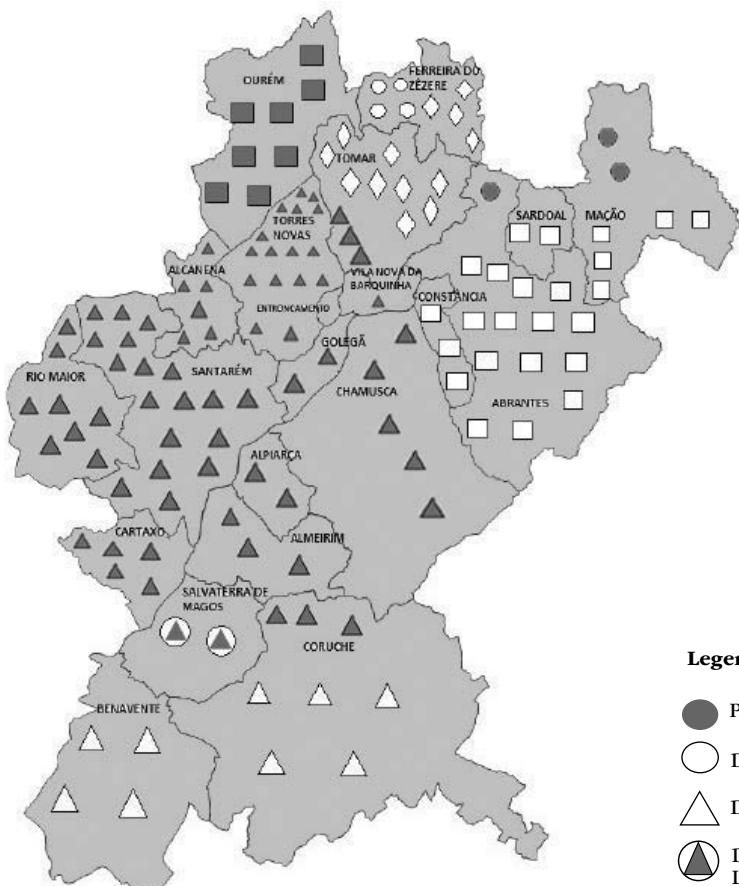 OURÉM
FERREIRA DO
ZÊZERE
TOMAR
TORRES
NOVAS
SARDOAL
MAÇÃO
ALCANENA
VILA NOVA DA
BARQUINHA
CONSTÂNCIA
ENTRONCAMENTO
GOLEGÃ
RIO MAIOR
SANTARÉM
CHAMUSCA
ABRANTES
ALPIARÇA
CARTAXO
ALMEIRIM
SALVATERRA DE
MAGOS
CORUCHE
BENAVENTE